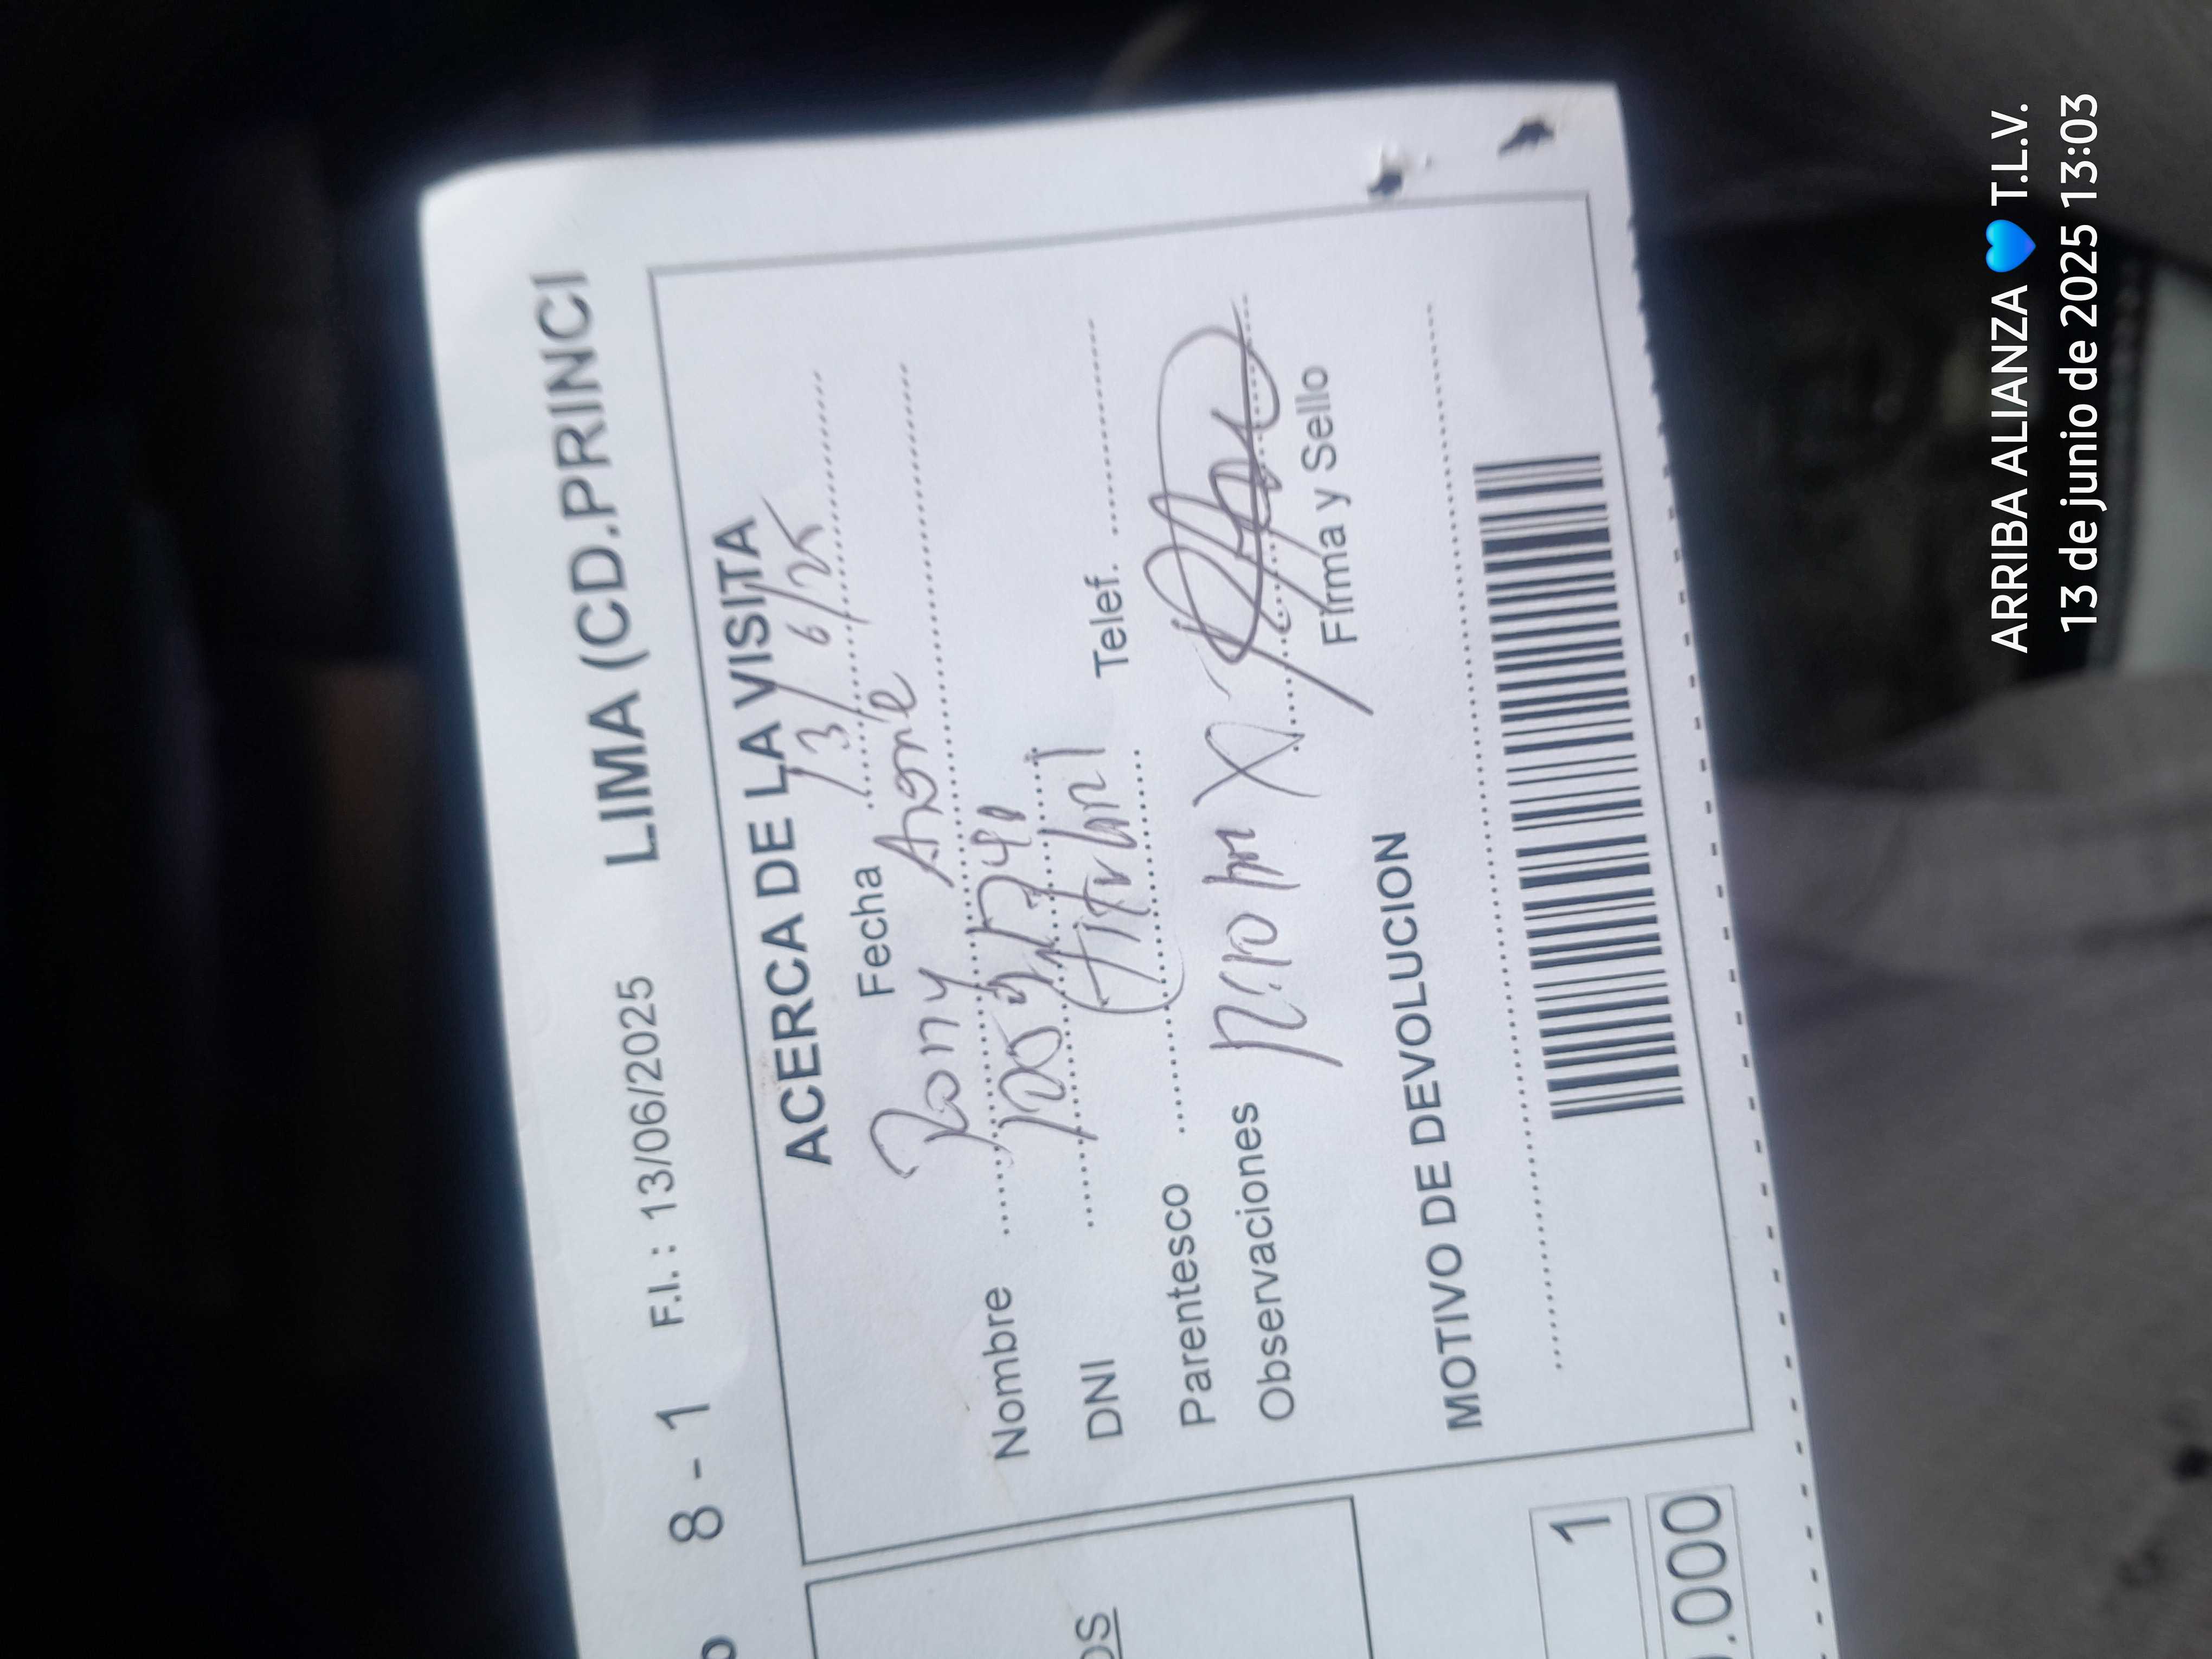 8 - 1 F.I. : 13/06/2025 LIMA (CD.PRINCI
ACERCA DE LA VISITA
Fecha 13/6/25
Nombre Rony
DNI
Parentesco (Titular) Telef.
Observaciones
Firma y Sello
MOTIVO DE DEVOLUCION
OS
1
.000
ARRIBA ALIANZA 💙 T.L.V.
13 de junio de 2025 13:03